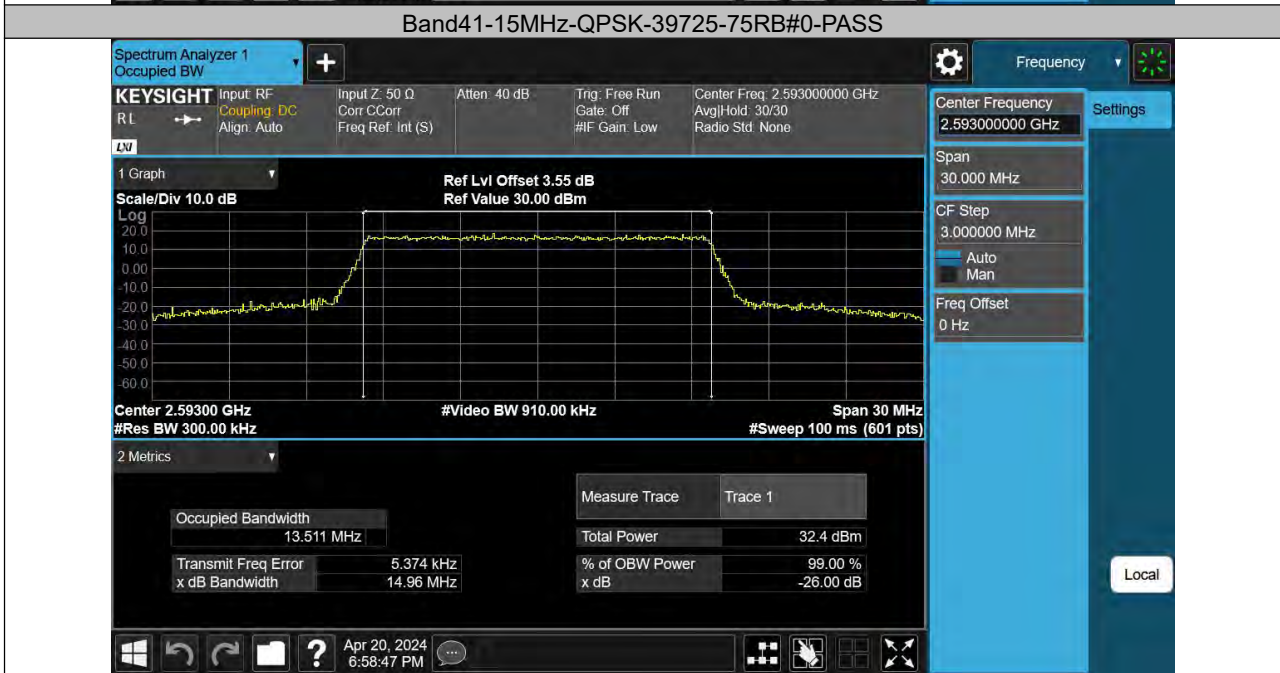 Band41-15MHz-QPSK-39725-75RB#0-PASS
Spectrum Analyzer 1
Occupied BW
Frequency
KEYSIGHT
RL
LXI
Input: RF
Coupling: DC
Align: Auto
Input Z: 50 Ω
Corr CCorr
Freq Ref: Int (S)
Atten: 40 dB
Trig: Free Run
Gate: Off
#IF Gain: Low
Center Freq: 2.593000000 GHz
Avg|Hold: 30/30
Radio Std: None
Center Frequency
2.593000000 GHz
Settings
Span
30.000 MHz
CF Step
3.000000 MHz
Auto
Man
Freq Offset
0 Hz
Local
1 Graph
Scale/Div 10.0 dB
Ref Lvl Offset 3.55 dB
Ref Value 30.00 dBm
Log
20.0
10.0
0.00
-10.0
-20.0
-30.0
-40.0
-50.0
-60.0
Center 2.59300 GHz
#Video BW 910.00 kHz
Span 30 MHz
#Res BW 300.00 kHz
#Sweep 100 ms (601 pts)
2 Metrics
Measure Trace
Trace 1
Occupied Bandwidth
13.511 MHz
Total Power
32.4 dBm
Transmit Freq Error
5.374 kHz
% of OBW Power
99.00 %
x dB Bandwidth
14.96 MHz
x dB
-26.00 dB
?
Apr 20, 2024
6:58:47 PM